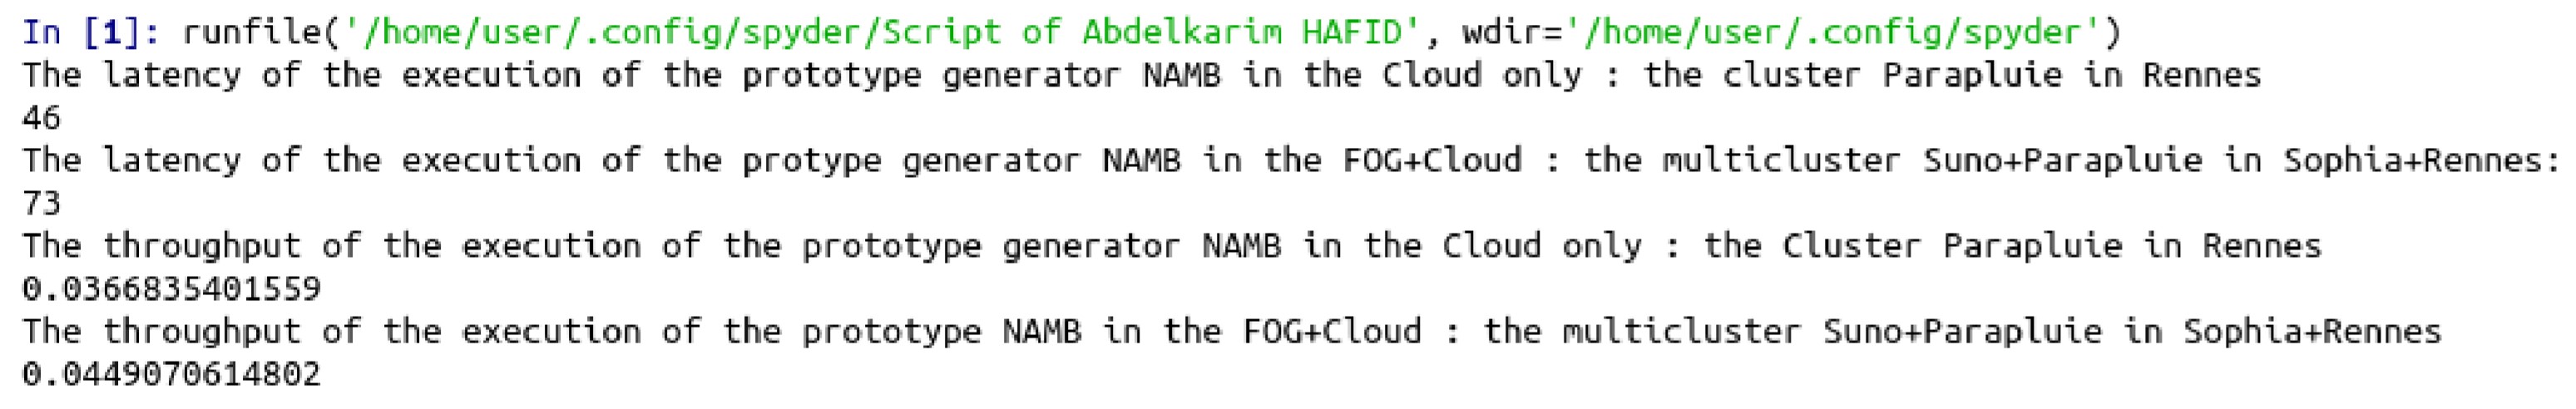 In [1]: runfile('/home/user/.config/spyder/Script of Abdelkarim HAFID', wdir='/home/user/.config/spyder')
The latency of the execution of the prototype generator NAMB in the Cloud only : the cluster Parapluie in Rennes
46
The latency of the execution of the protype generator NAMB in the FOG+Cloud : the multicluster Suno+Parapluie in Sophia+Rennes:
73
The throughput of the execution of the prototype generator NAMB in the Cloud only : the Cluster Parapluie in Rennes
0.0366835401559
The throughput of the execution of the prototype NAMB in the FOG+Cloud : the multicluster Suno+Parapluie in Sophia+Rennes
0.0449070614802